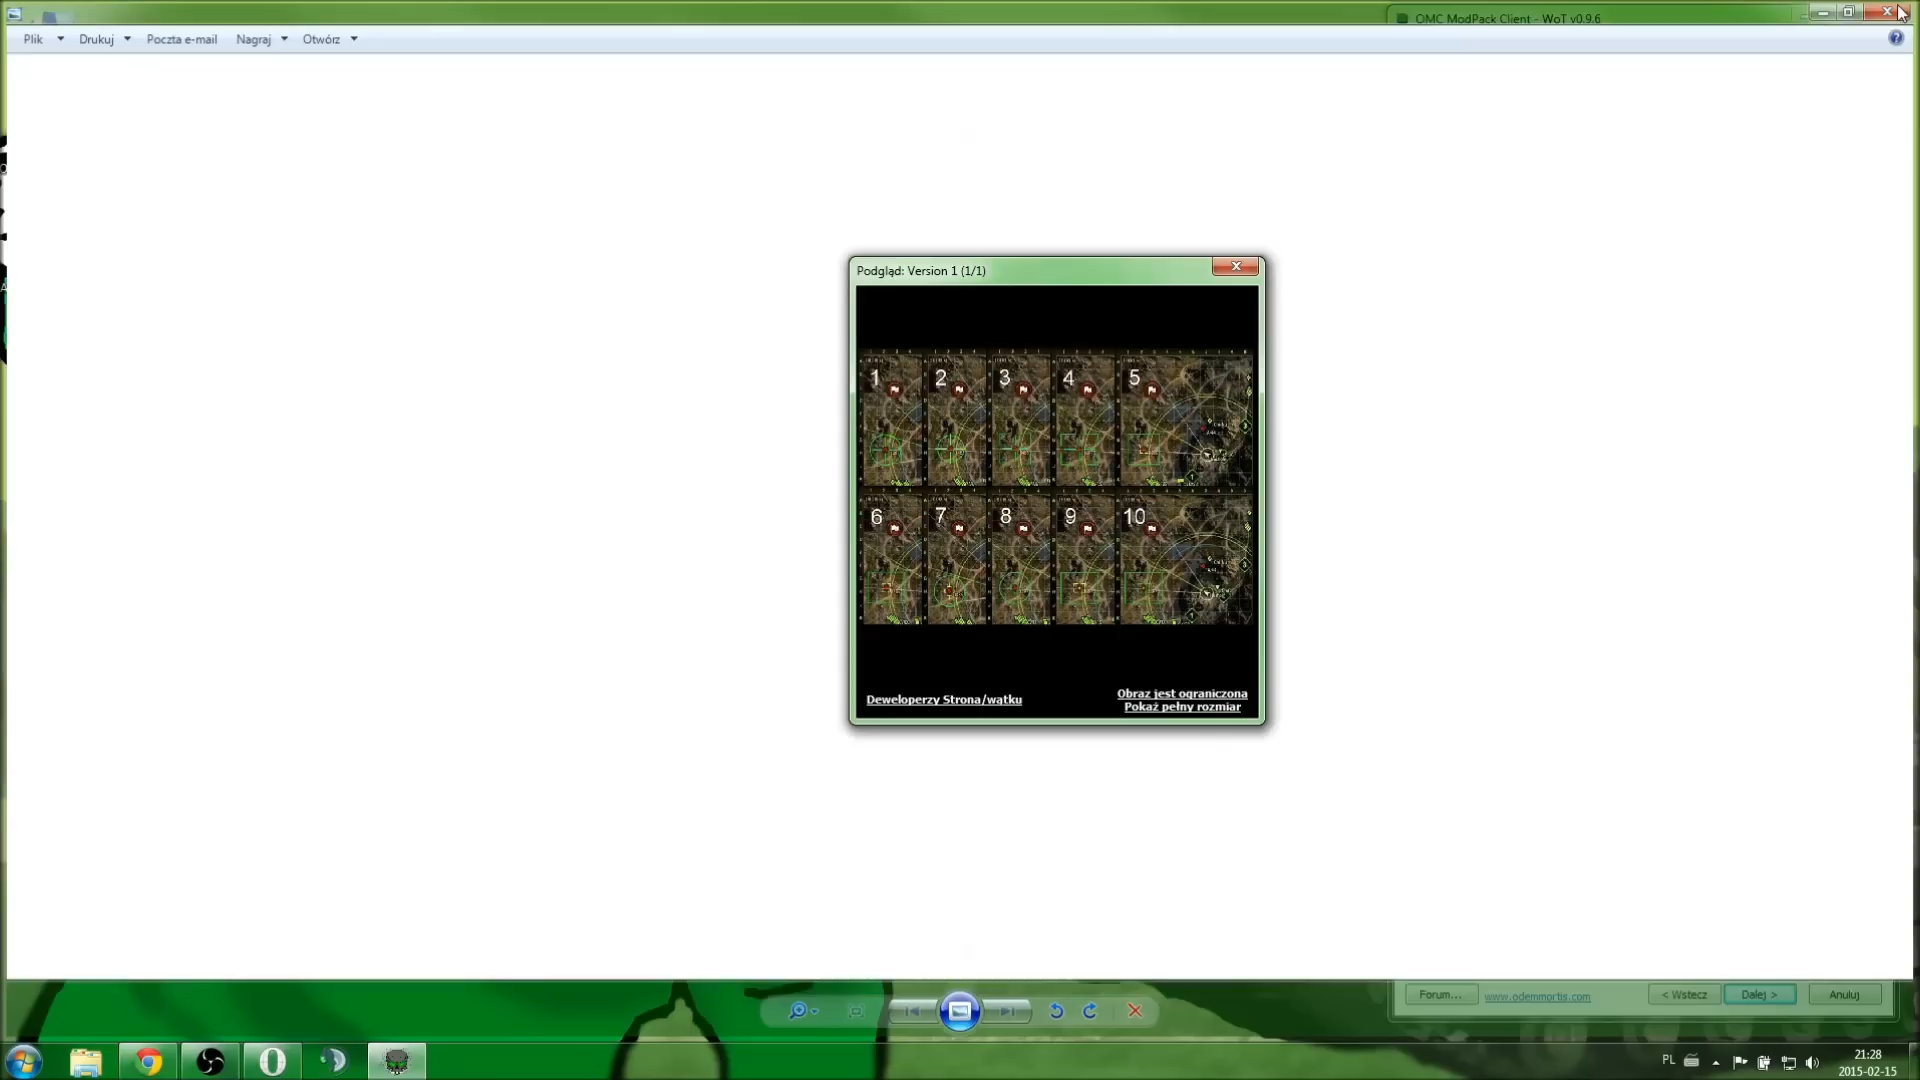 OMC ModPack Client - WoT v0.9.6
Plik Drukuj Poczta e-mail Nagraj Otwórz
Podgląd: Version 1 (1/1)
1 2 3 4 5
6 7 8 9 10
Deweloperzy Strona/watku
Obraz jest ograniczona
Pokaż pełny rozmiar
Forum... www.odemmortis.com < Wstecz Dalej > Anuluj
PL
21:28
2015-02-15